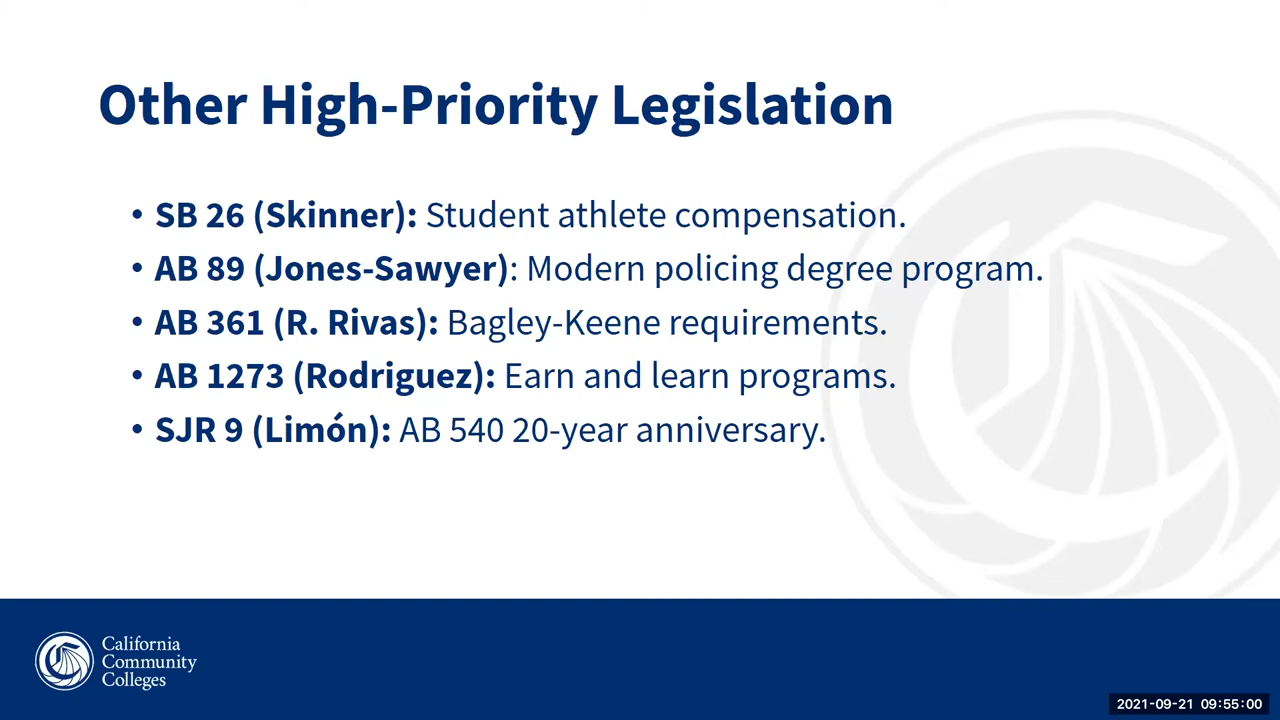 Other High-Priority Legislation
• SB 26 (Skinner): Student athlete compensation.
• AB 89 (Jones-Sawyer): Modern policing degree program.
• AB 361 (R. Rivas): Bagley-Keene requirements.
• AB 1273 (Rodriguez): Earn and learn programs.
• SJR 9 (Limón): AB 540 20-year anniversary.
California
Community
Colleges
2021-09-21 09:55:00